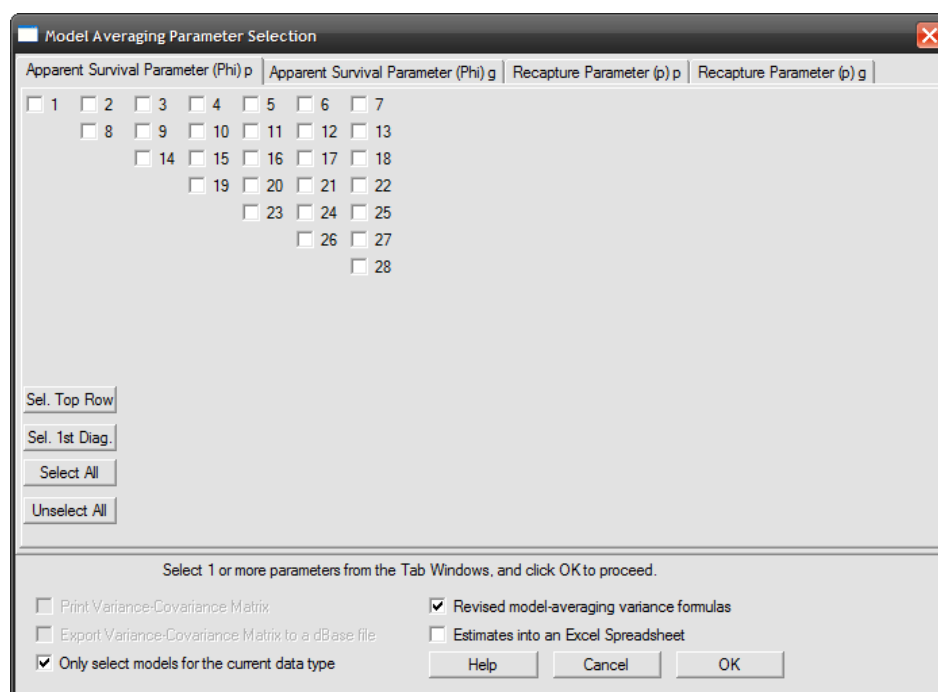 Model Averaging Parameter Selection
Apparent Survival Parameter (Phi) p Apparent Survival Parameter (Phi) g Recapture Parameter (p) p Recapture Parameter (p) g
1 2 3 4 5 6 7
8 9 10 11 12 13
14 15 16 17 18
19 20 21 22
23 24 25
26 27
28
Sel. Top Row
Sel. 1st Diag.
Select All
Unselect All
Select 1 or more parameters from the Tab Windows, and click OK to proceed.
Print Variance-Covariance Matrix Revised model-averaging variance formulas
Export Variance-Covariance Matrix to a dBase file Estimates into an Excel Spreadsheet
Only select models for the current data type Help Cancel OK